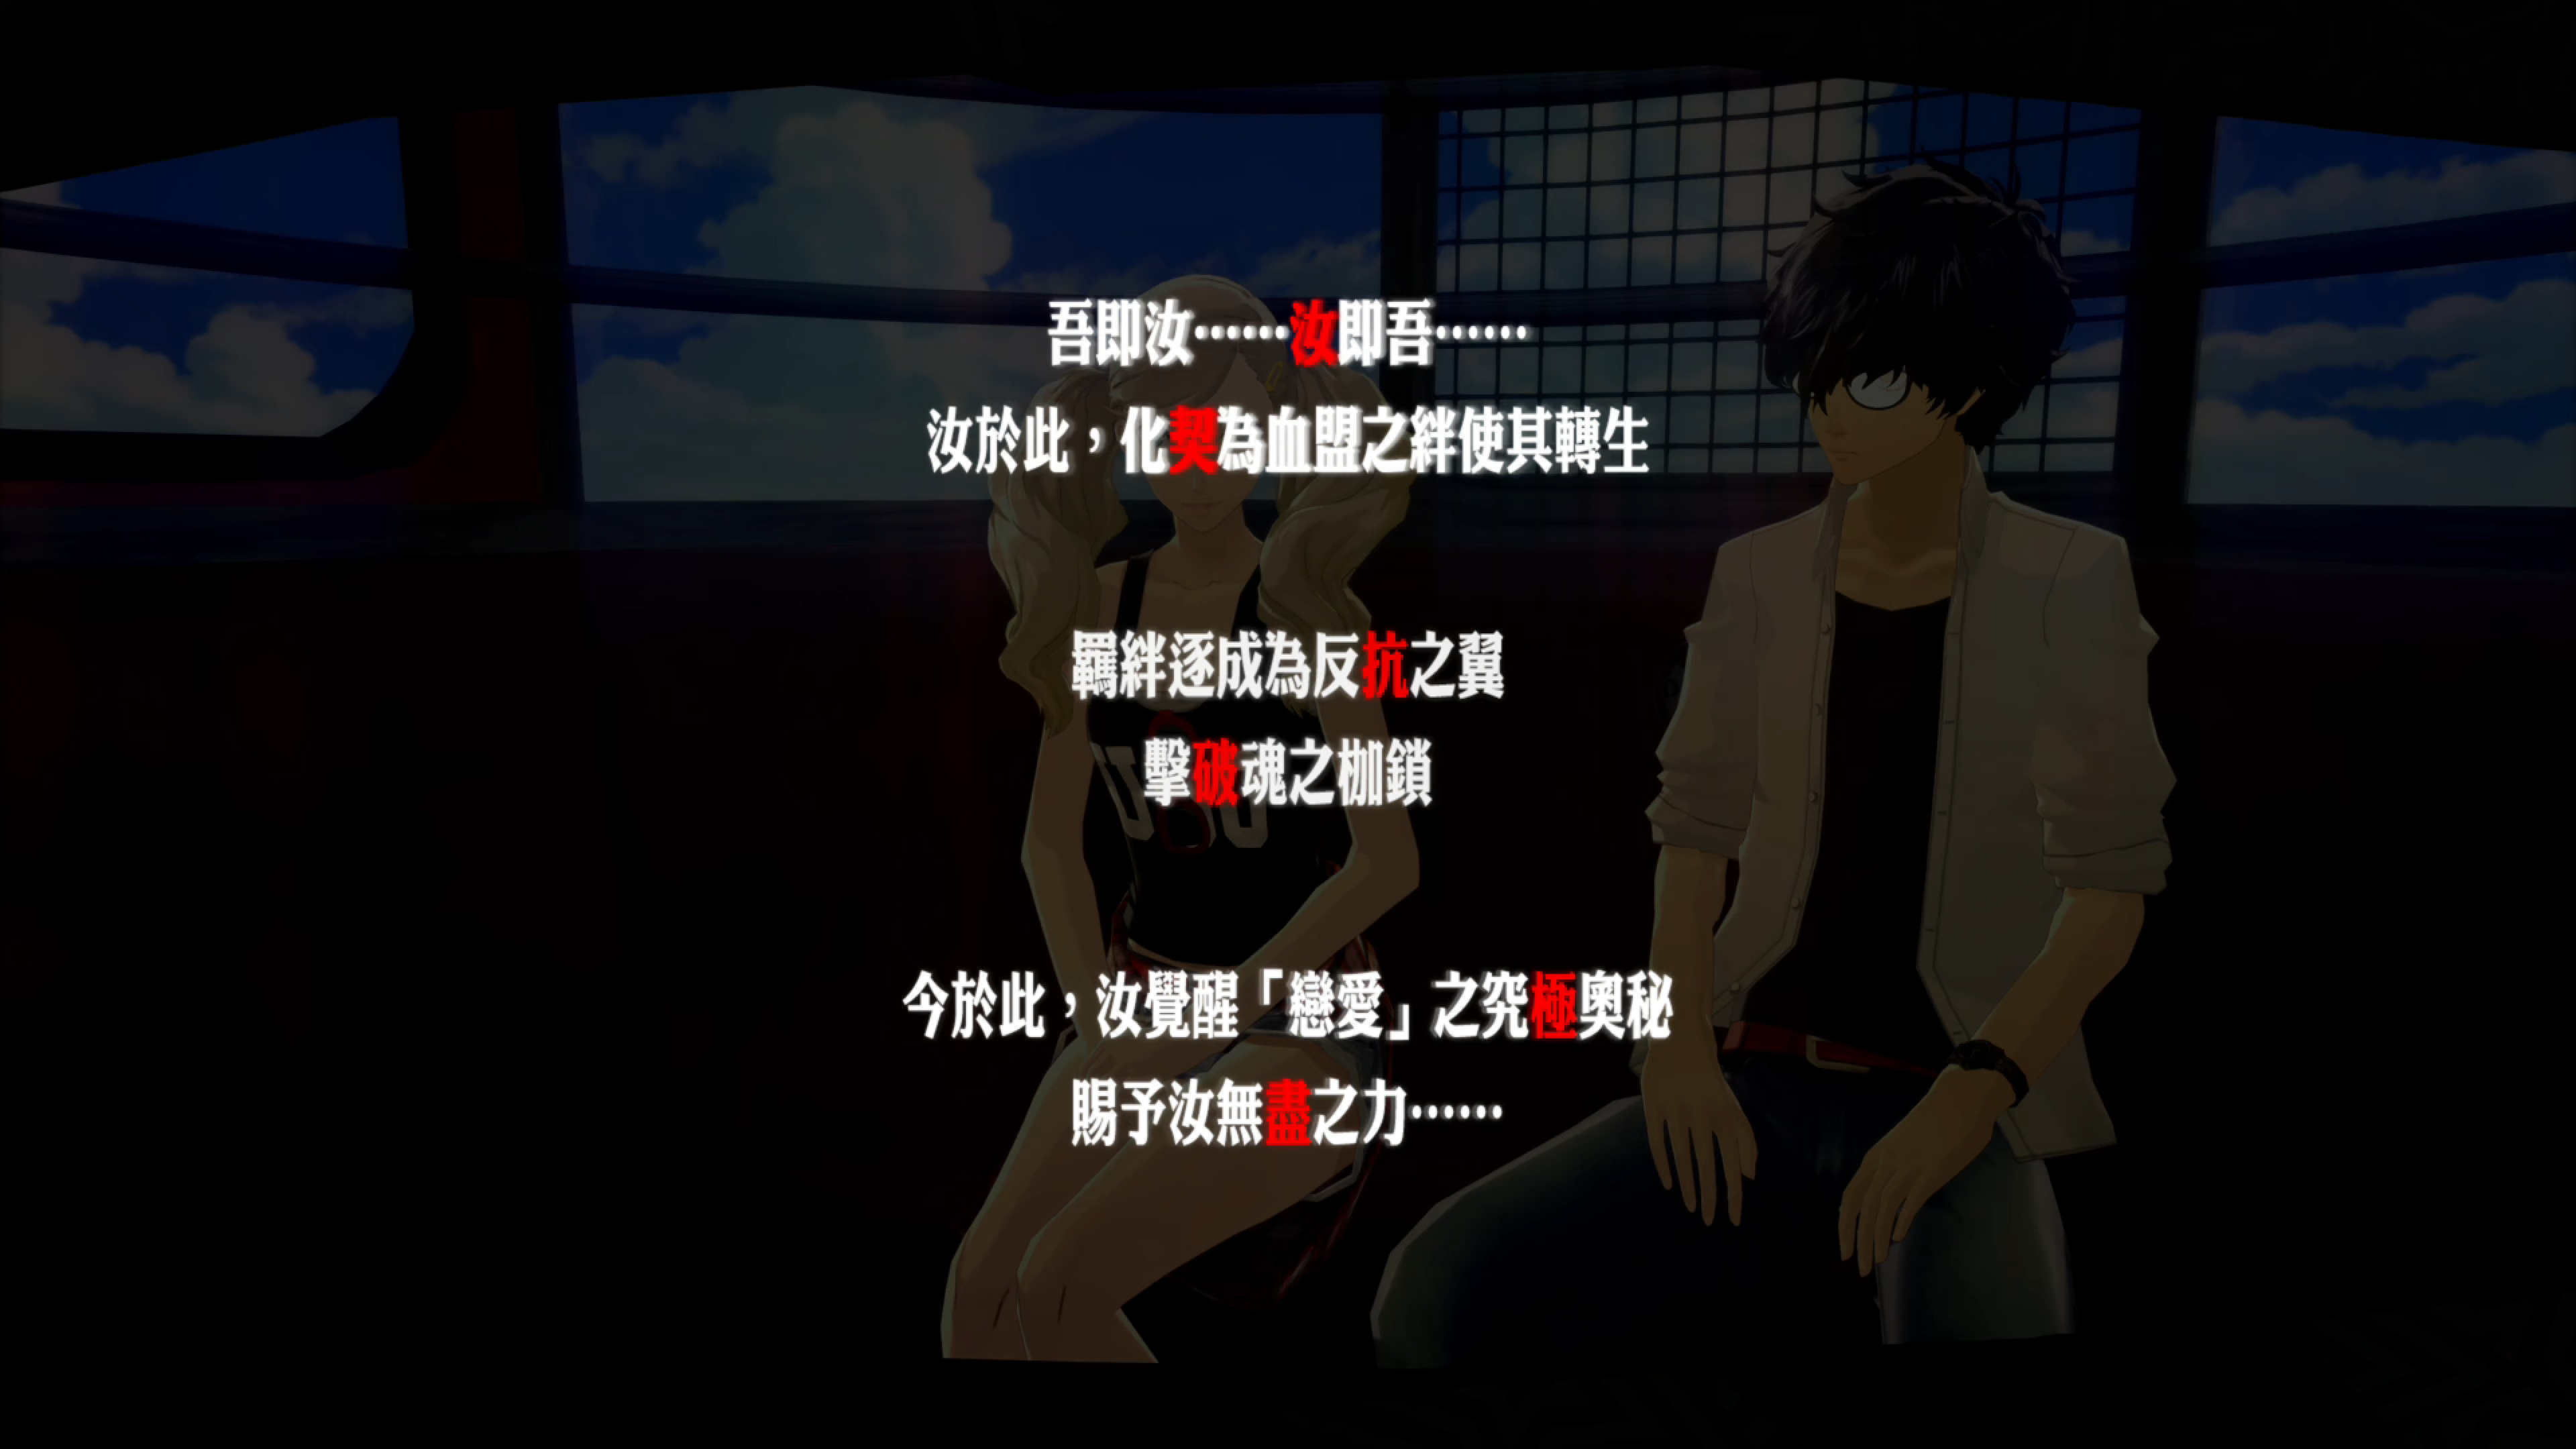 吾即汝……汝即吾……
汝於此，化契為血盟之絆使其轉生
羈絆逐成為反抗之翼
擊破魂之枷鎖
今於此，汝覺醒「戀愛」之究極奧秘
賜予汝無盡之力……